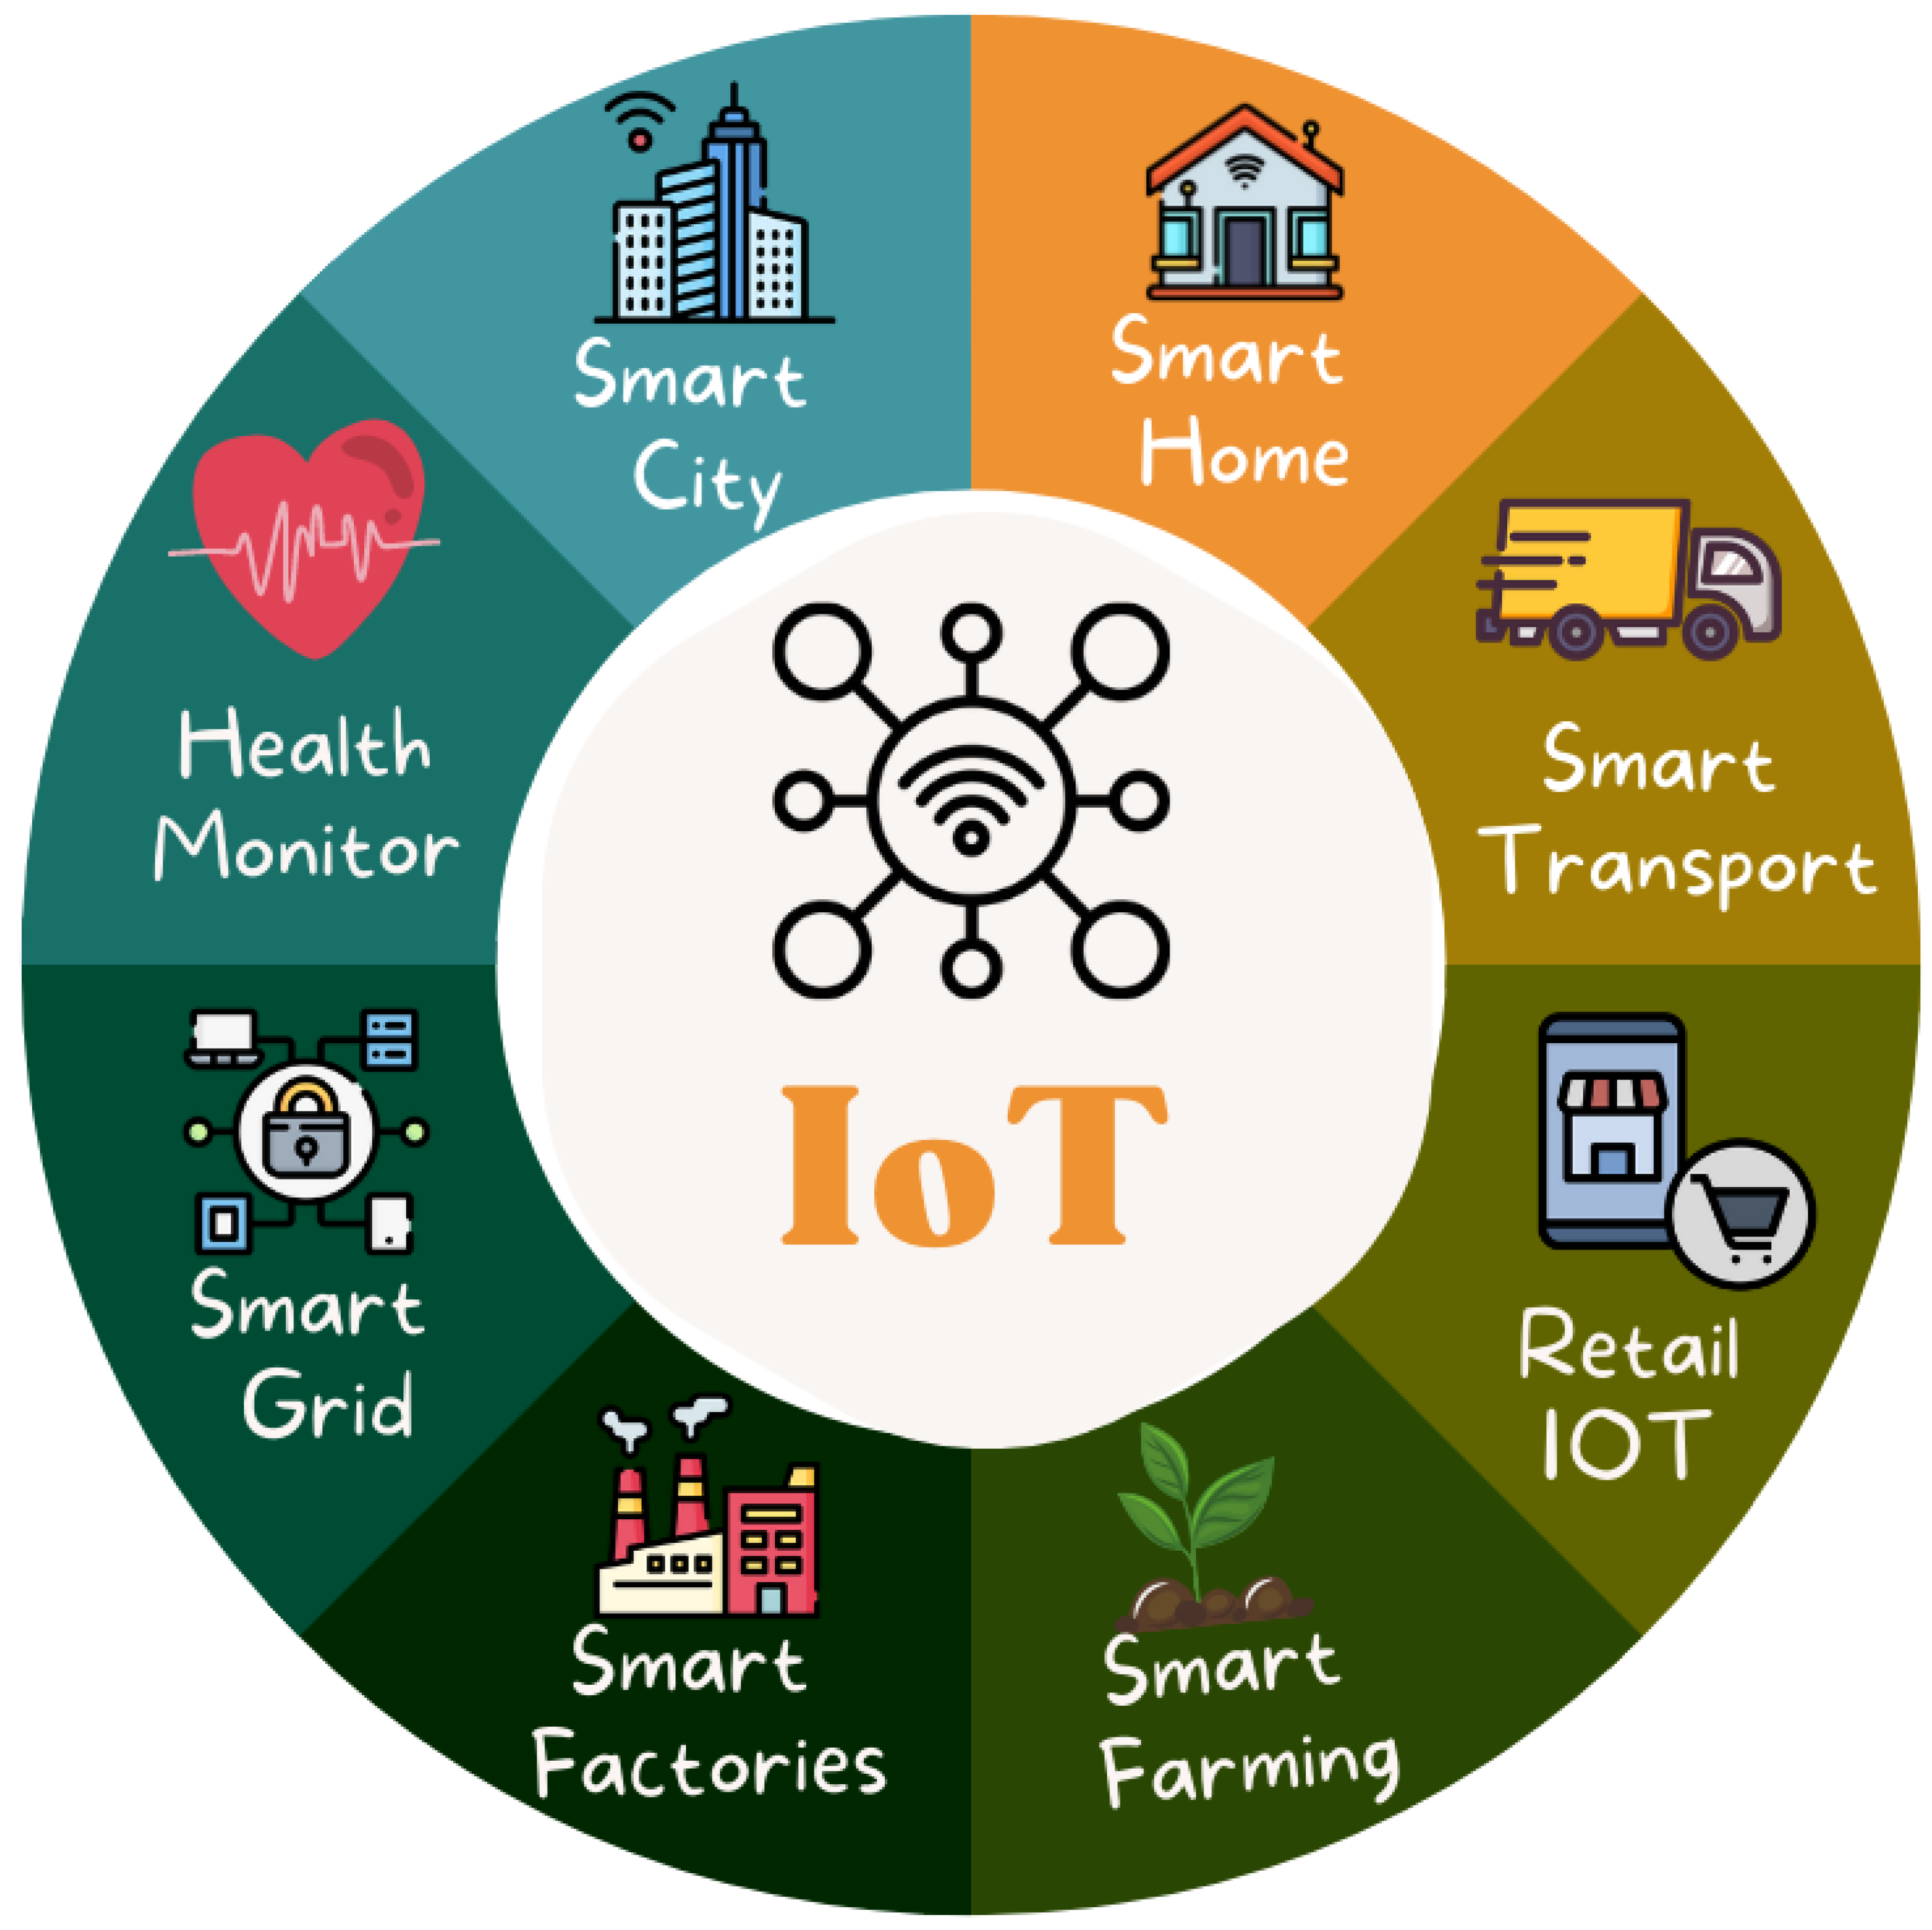 Smart
City
Smart
Home
Health
Monitor
Smart
Transport
IoT
Smart
Grid
Retail
IOT
Smart
Factories
Smart
Farming